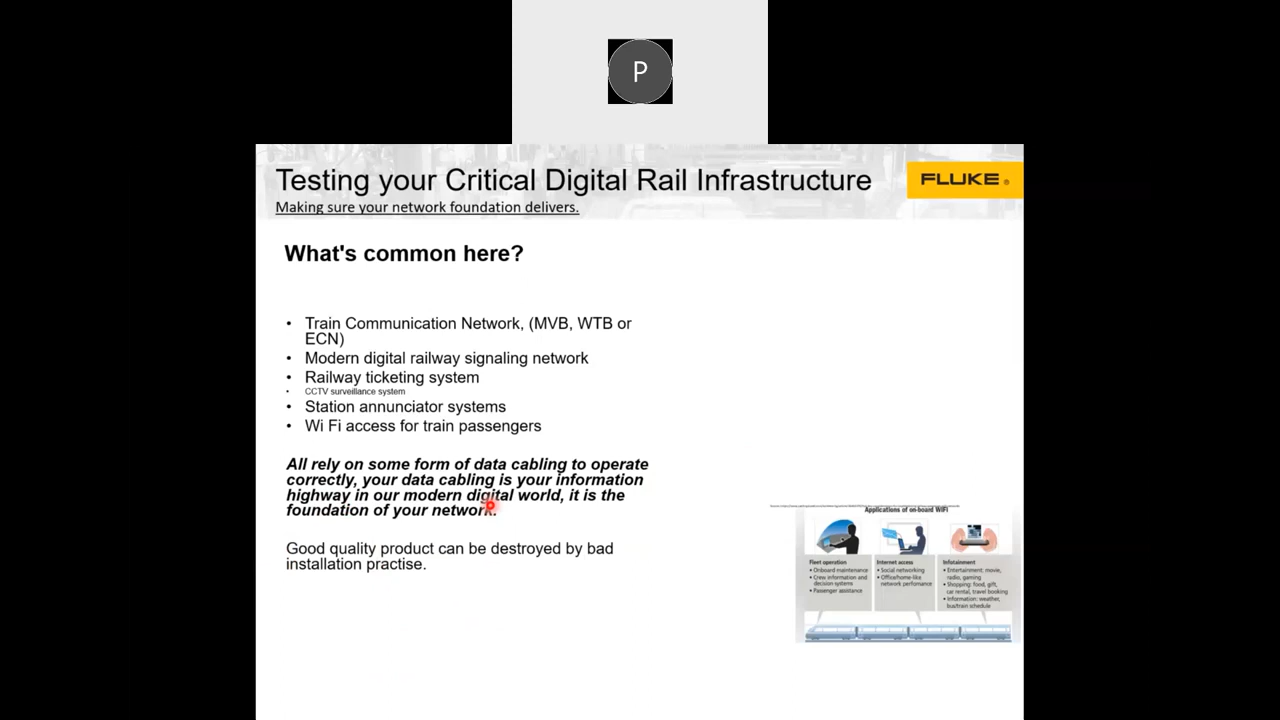 P
Testing your Critical Digital Rail Infrastructure
FLUKE ®
Making sure your network foundation delivers.
What's common here?
• Train Communication Network, (MVB, WTB or
ECN)
• Modern digital railway signaling network
• Railway ticketing system
• CCTV surveillance system
• Station annunciator systems
• Wi Fi access for train passengers
All rely on some form of data cabling to operate
correctly, your data cabling is your information
highway in our modern digital world, it is the
foundation of your network.
Good quality product can be destroyed by bad
installation practise.
Applications of on-board WiFi
Fleet operation
• Onboard maintenance
• Crew information and
decision systems
• Passenger assistance
Internet access
• Social networking
• Office/home-like
network perfomance
Infotainment
• Entertainment: movie,
radio, gaming
• Shopping: food, gift,
car rental, travel booking
• Information: weather,
bus/train schedule